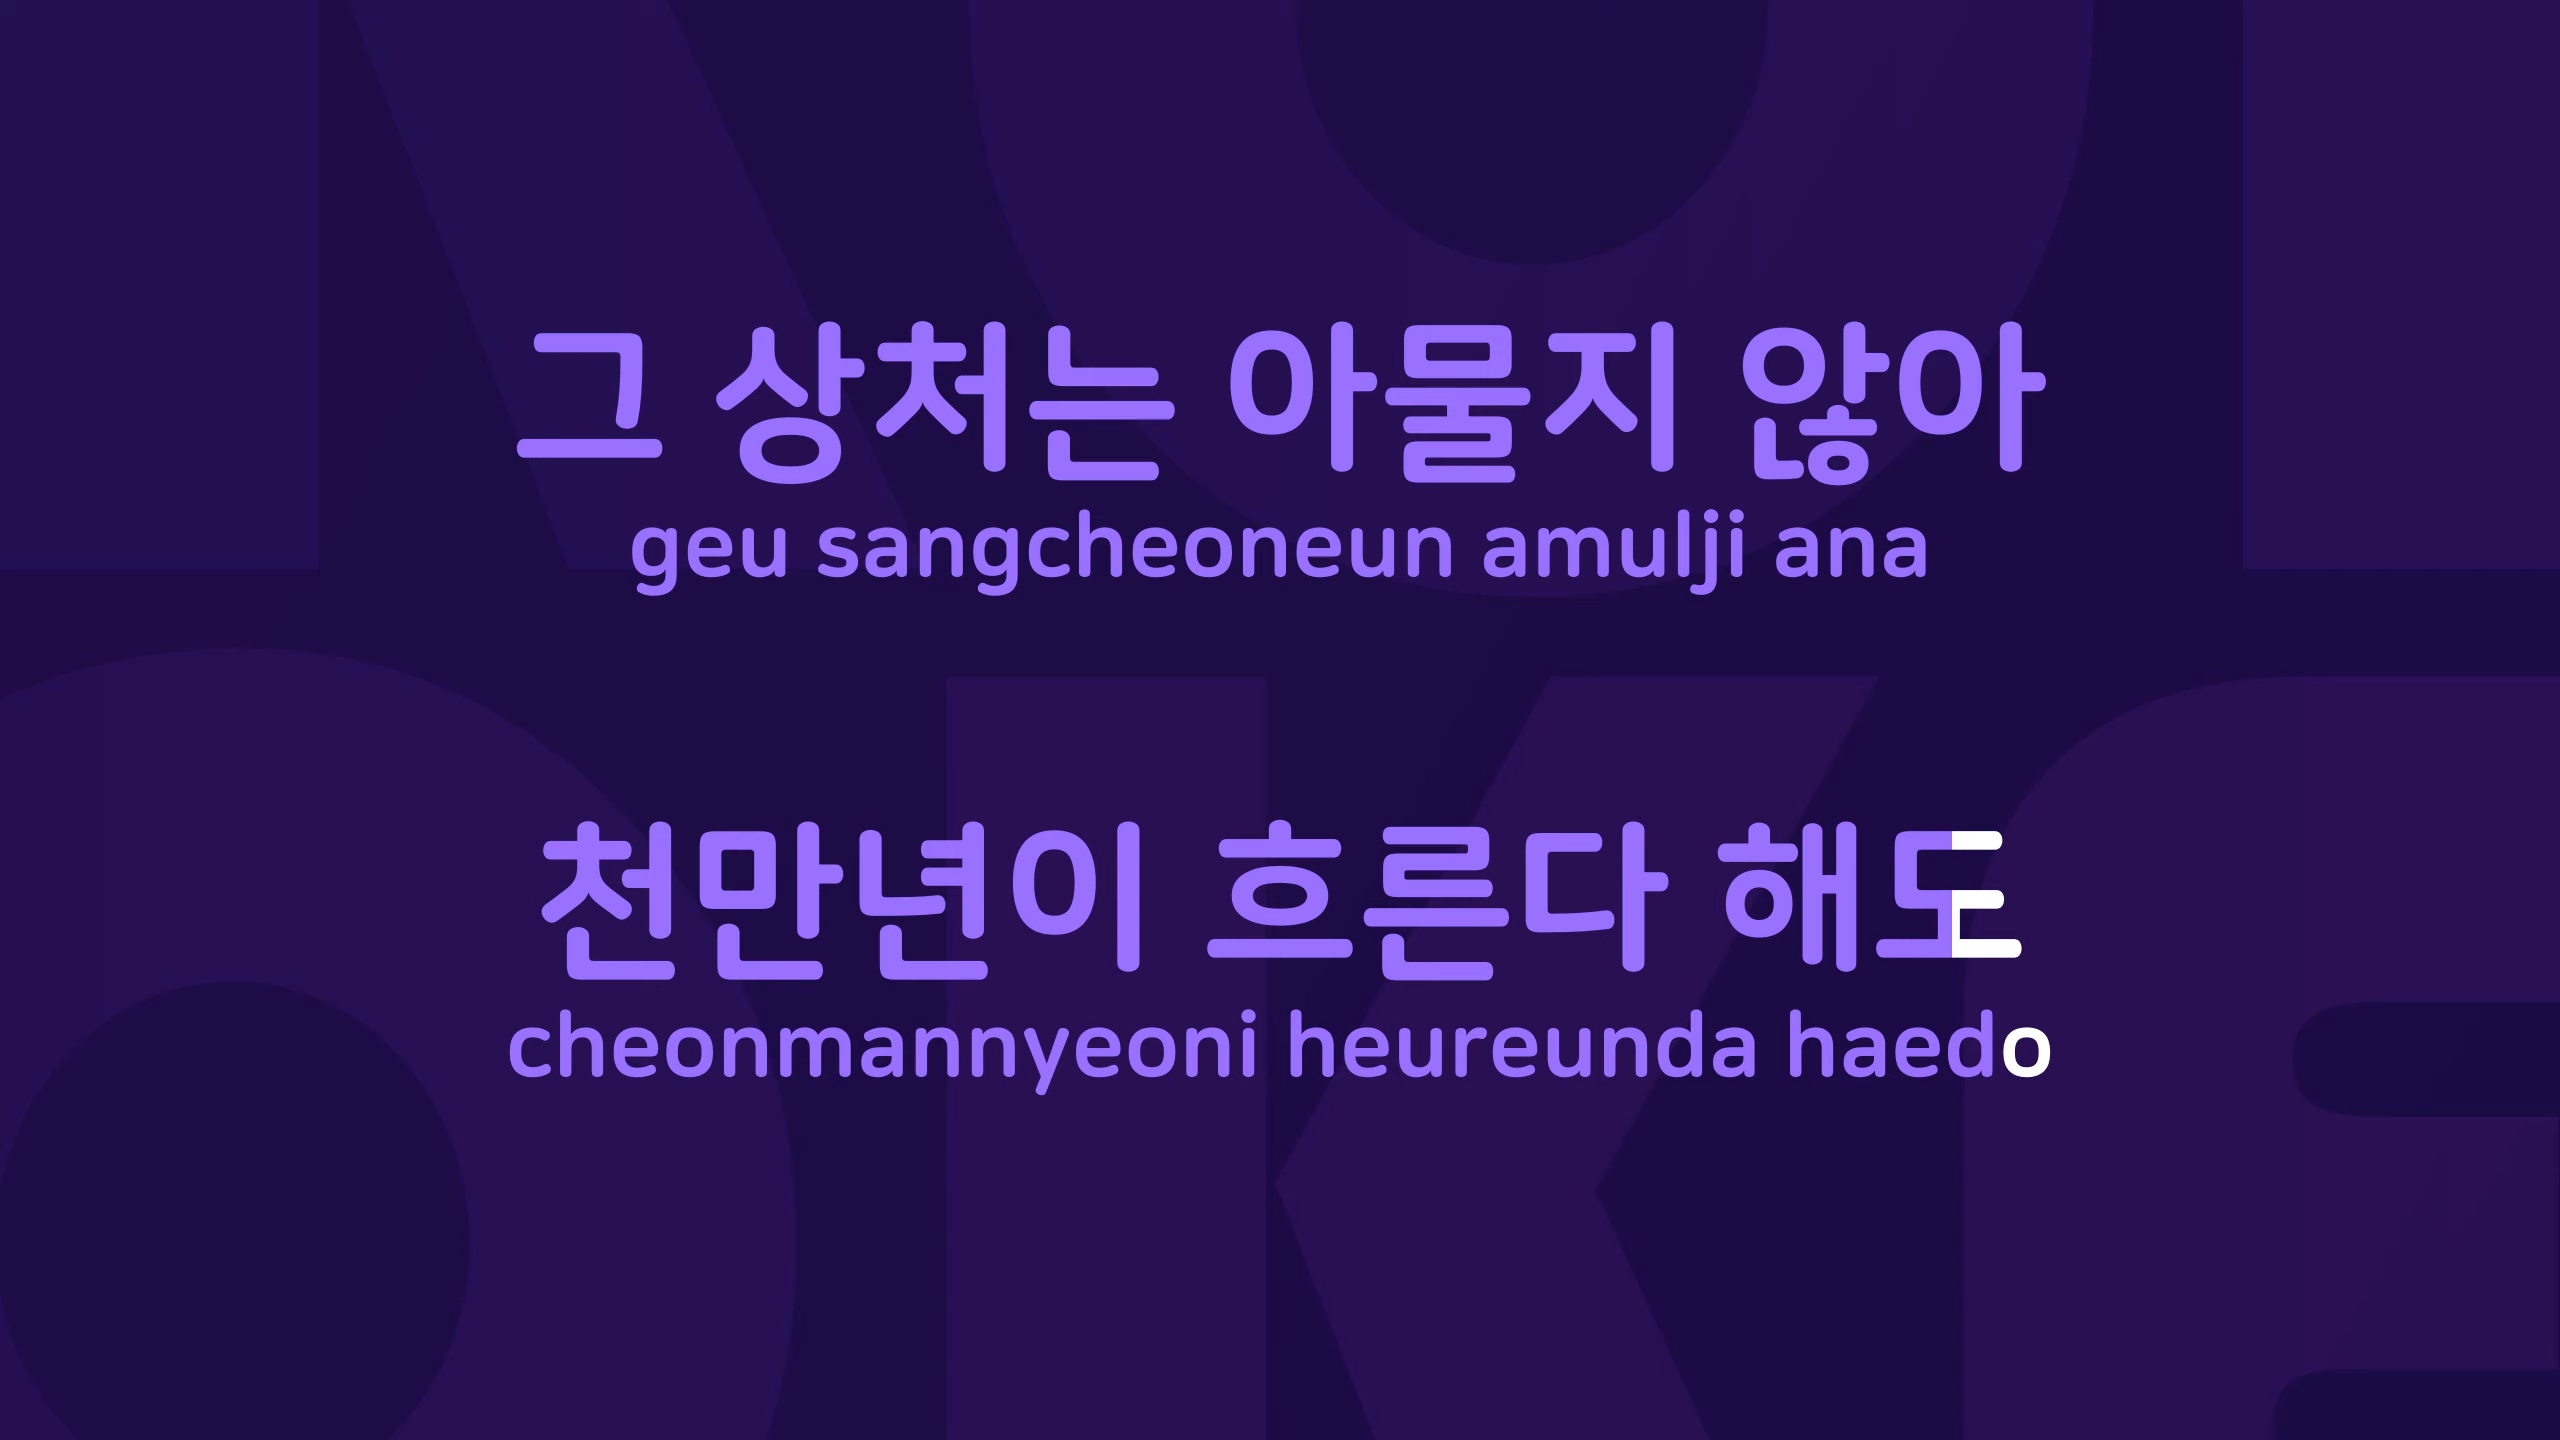 그 상처는 아물지 않아
geu sangcheoneun amulji ana
천만년이 흐른다 해도
cheonmannyeoni heureunda haedo